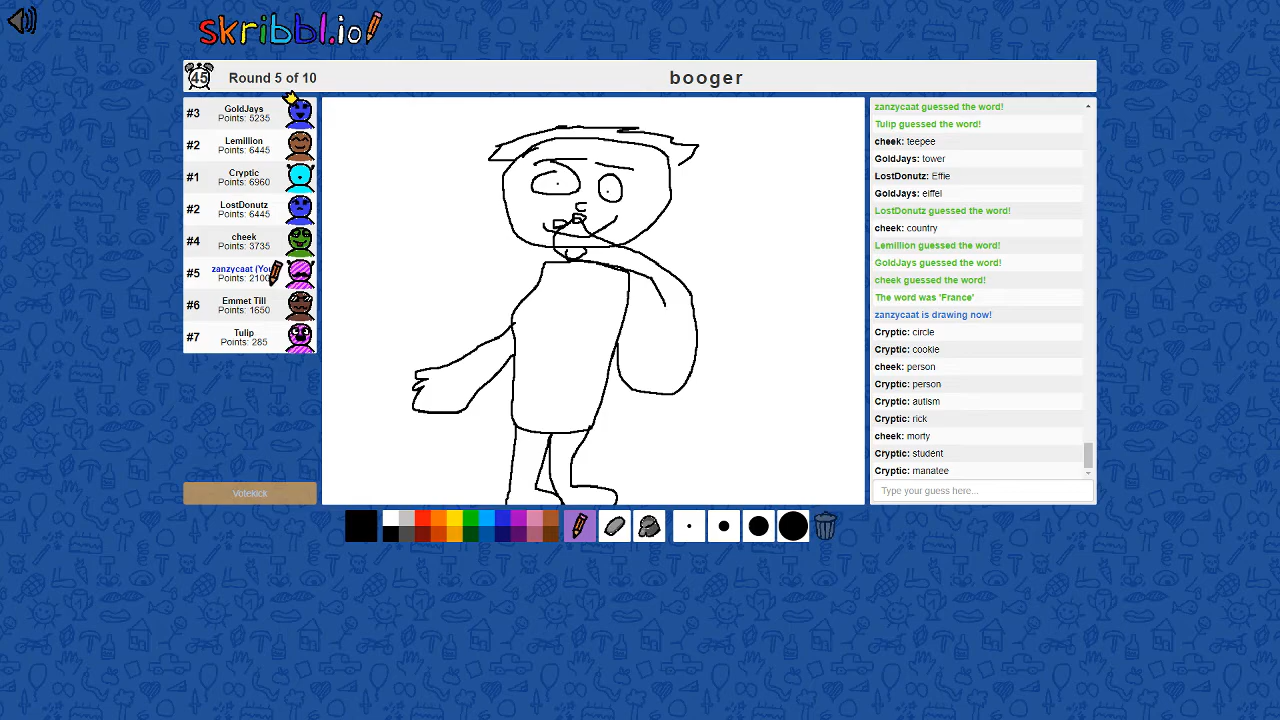 skribbl.io!
45
Round 5 of 10
booger
#3
GoldJays
Points: 5235
#2
Lemillion
Points: 6445
#1
Cryptic
Points: 6960
#2
LostDonutz
Points: 6445
#4
cheek
Points: 3735
#5
zanzycaat (You
Points: 2100
#6
Emmet Till
Points: 1650
#7
Tulip
Points: 285
Votekick
zanzycaat guessed the word!
Tulip guessed the word!
cheek: teepee
GoldJays: tower
LostDonutz: Effie
GoldJays: eiffel
LostDonutz guessed the word!
cheek: country
Lemillion guessed the word!
GoldJays guessed the word!
cheek guessed the word!
The word was 'France'
zanzycaat is drawing now!
Cryptic: circle
Cryptic: cookie
cheek: person
Cryptic: person
Cryptic: autism
Cryptic: rick
cheek: morty
Cryptic: student
Cryptic: manatee
Type your guess here...